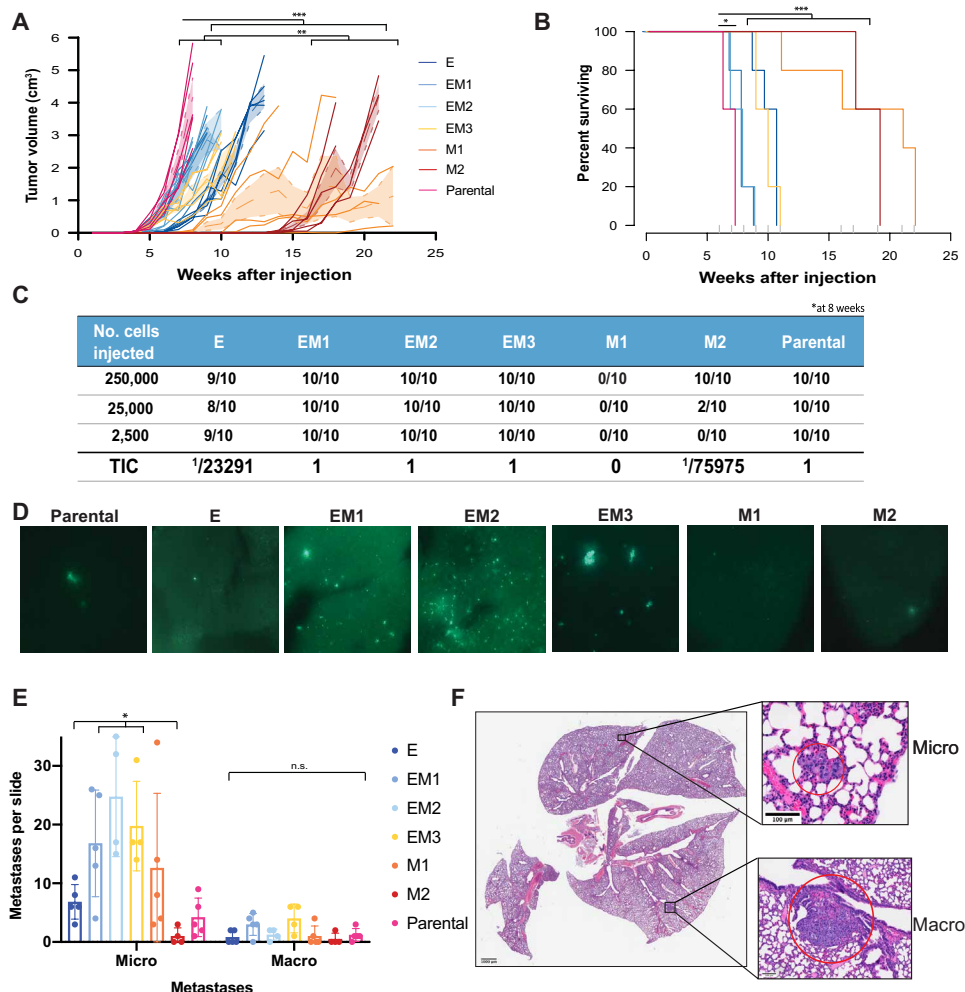 A
***
**
Tumor volume (cm³)
6
5
4
3
2
1
0
0
5
10
15
20
25
Weeks after injection
E
EM1
EM2
EM3
M1
M2
Parental
B
***
*
Percent surviving
100
80
60
40
20
0
0
5
10
15
20
25
Weeks after injection
C
*at 8 weeks
No. cells injected E EM1 EM2 EM3 M1 M2 Parental
250,000 9/10 10/10 10/10 10/10 0/10 10/10 10/10
25,000 8/10 10/10 10/10 10/10 0/10 2/10 10/10
2,500 9/10 10/10 10/10 10/10 0/10 0/10 10/10
TIC 1/23291 1 1 1 0 1/75975 1
D
Parental E EM1 EM2 EM3 M1 M2
E
*
n.s.
Metastases per slide
30
20
10
0
Micro Macro
Metastases
E
EM1
EM2
EM3
M1
M2
Parental
F
Micro
100 µm
Macro